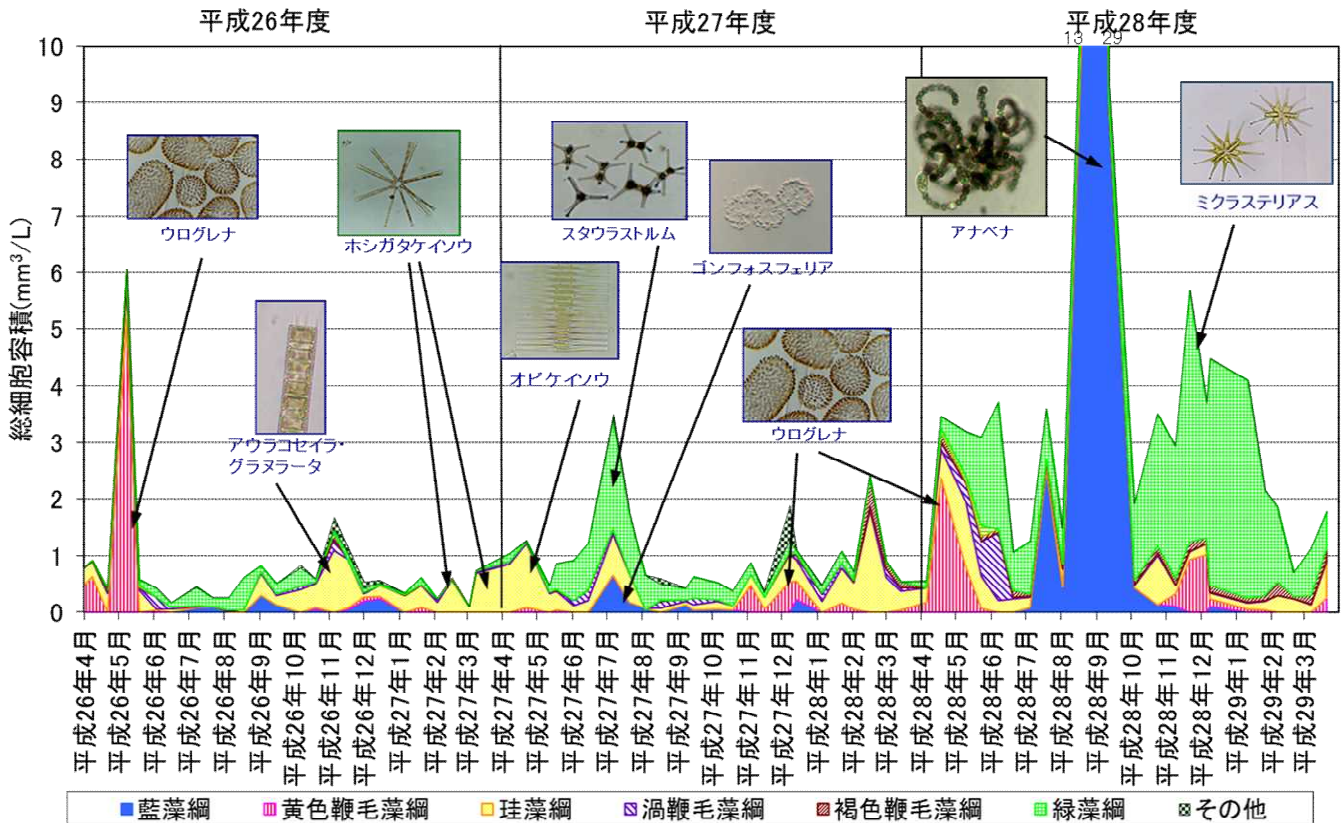 平成26年度
平成27年度
平成28年度
総細胞容積(mm³/L)
10
9
8
7
6
5
4
3
2
1
0
13
29
ウログレナ
ホシガタケイソウ
アウラコセイラ・
グラヌラータ
スタウラストルム
オビケイソウ
ゴンフォスフェリア
ウログレナ
アナベナ
ミクラステリアス
平成26年4月
平成26年5月
平成26年6月
平成26年7月
平成26年8月
平成26年9月
平成26年10月
平成26年11月
平成26年12月
平成27年1月
平成27年2月
平成27年3月
平成27年4月
平成27年5月
平成27年6月
平成27年7月
平成27年8月
平成27年9月
平成27年10月
平成27年11月
平成27年12月
平成28年1月
平成28年2月
平成28年3月
平成28年4月
平成28年5月
平成28年6月
平成28年7月
平成28年8月
平成28年9月
平成28年10月
平成28年11月
平成28年12月
平成29年1月
平成29年2月
平成29年3月
藍藻綱
黄色鞭毛藻綱
珪藻綱
渦鞭毛藻綱
褐色鞭毛藻綱
緑藻綱
その他